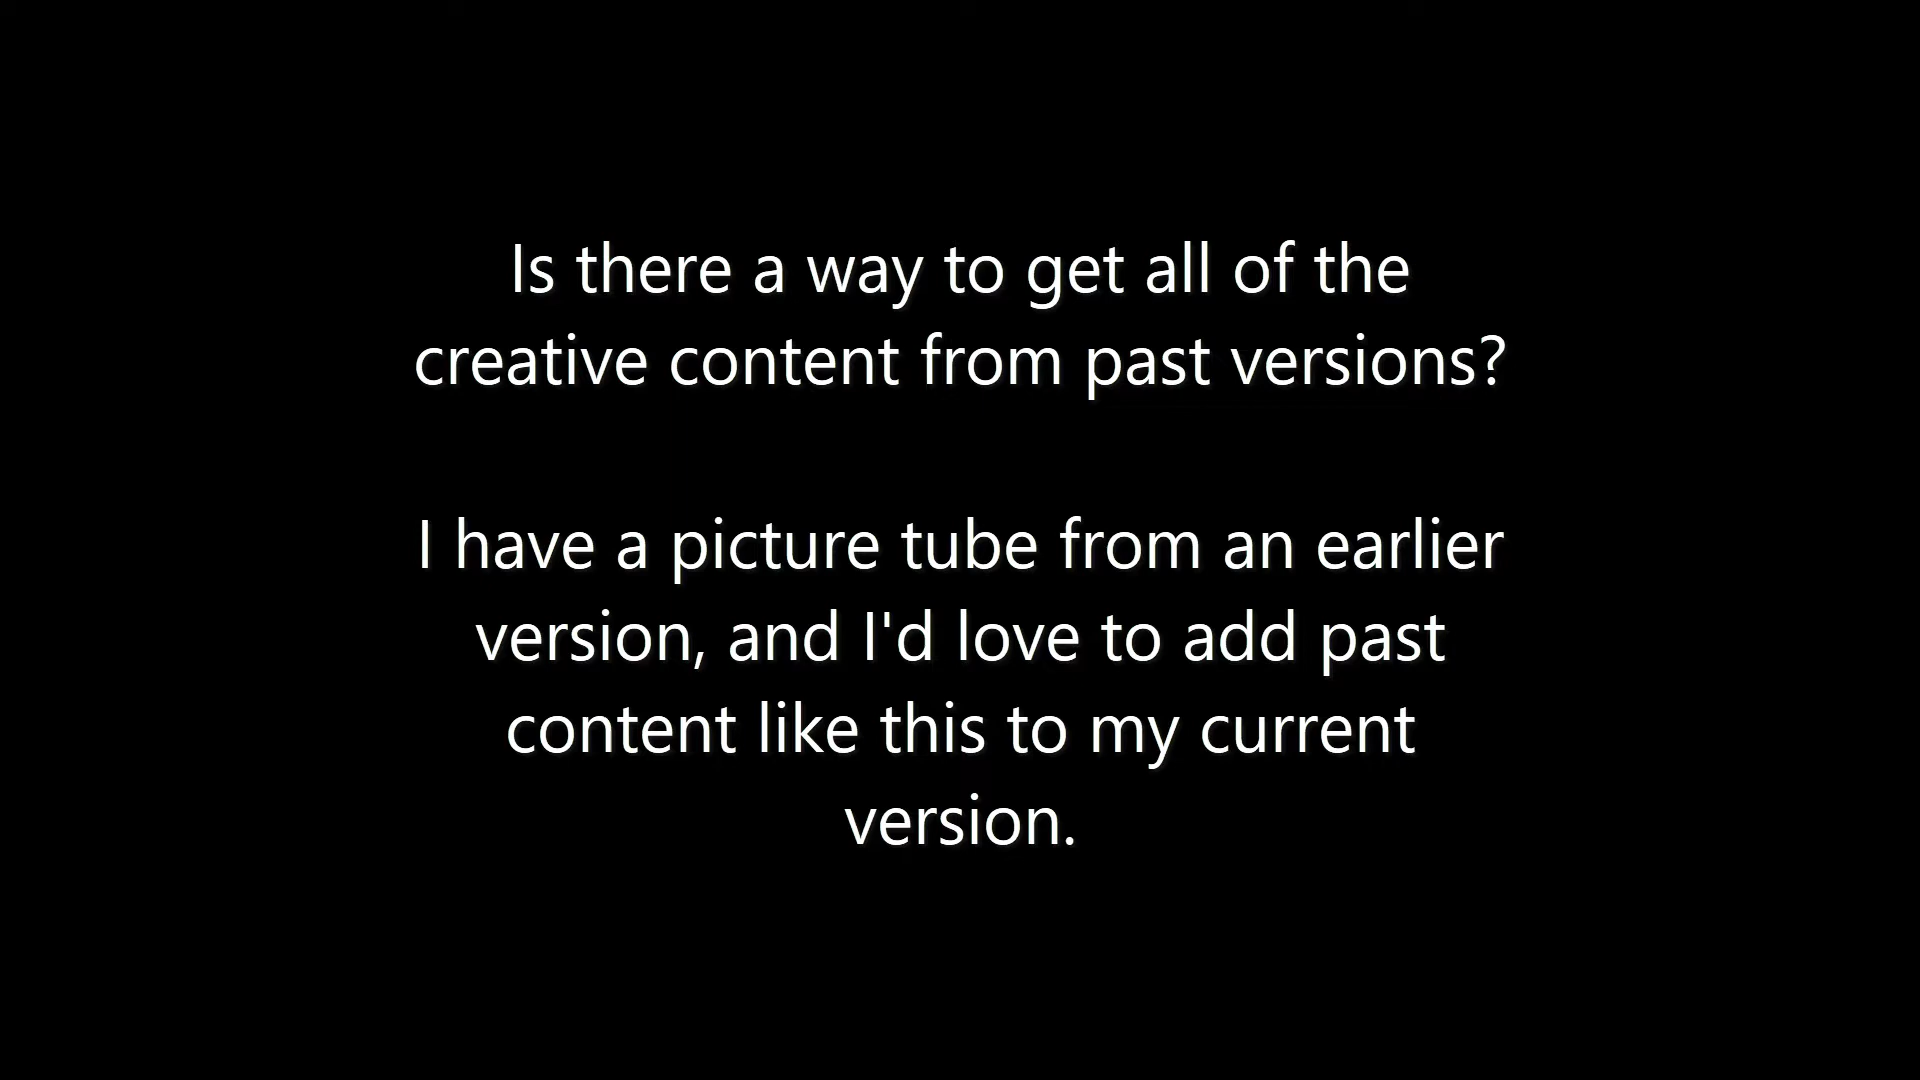 Is there a way to get all of the
creative content from past versions?
I have a picture tube from an earlier
version, and I'd love to add past
content like this to my current
version.